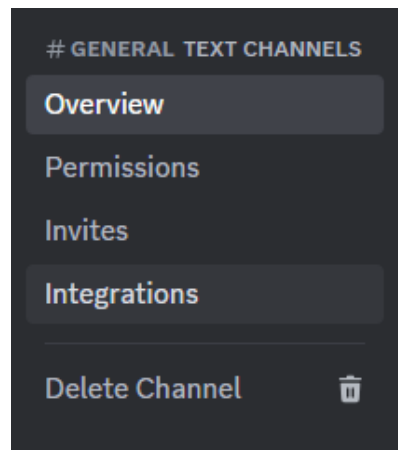 # GENERAL TEXT CHANNELS
Overview
Permissions
Invites
Integrations
Delete Channel